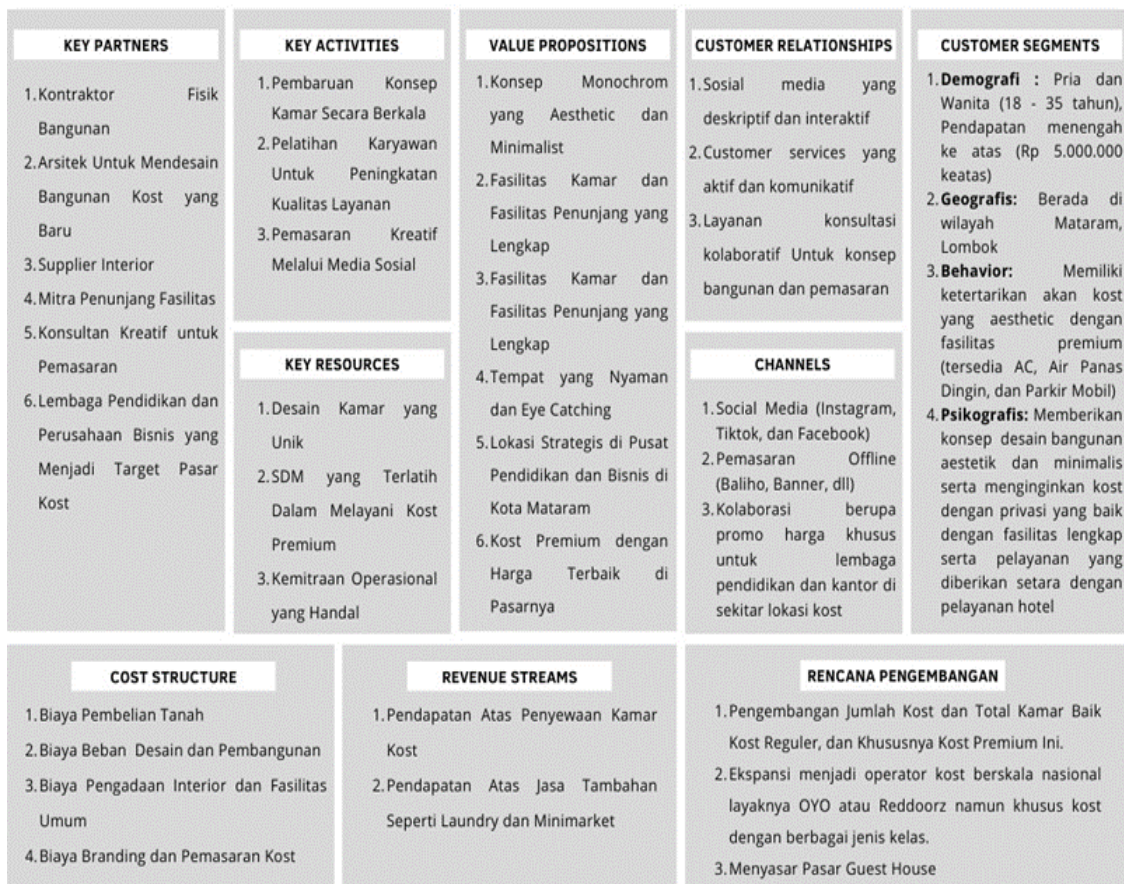 KEY PARTNERS
1.Kontraktor Fisik
Bangunan
2.Arsitek Untuk Mendesain
Bangunan Kost yang
Baru
3.Supplier Interior
4.Mitra Penunjang Fasilitas
5.Konsultan Kreatif untuk
Pemasaran
6.Lembaga Pendidikan dan
Perusahaan Bisnis yang
Menjadi Target Pasar
Kost
KEY ACTIVITIES
1.Pembaruan Konsep
Kamar Secara Berkala
2.Pelatihan Karyawan
Untuk Peningkatan
Kualitas Layanan
3.Pemasaran Kreatif
Melalui Media Sosial
KEY RESOURCES
1.Desain Kamar yang
Unik
2.SDM yang Terlatih
Dalam Melayani Kost
Premium
3.Kemitraan Operasional
yang Handal
VALUE PROPOSITIONS
1.Konsep Monochrom
yang Aesthetic dan
Minimalist
2.Fasilitas Kamar dan
Fasilitas Penunjang yang
Lengkap
3.Fasilitas Kamar dan
Fasilitas Penunjang yang
Lengkap
4.Tempat yang Nyaman
dan Eye Catching
5.Lokasi Strategis di Pusat
Pendidikan dan Bisnis di
Kota Mataram
6.Kost Premium dengan
Harga Terbaik di
Pasarnya
CUSTOMER RELATIONSHIPS
1.Sosial media yang
deskriptif dan interaktif
2.Customer services yang
aktif dan komunikatif
3.Layanan konsultasi
kolaboratif Untuk konsep
bangunan dan pemasaran
CHANNELS
1.Social Media (Instagram,
Tiktok, dan Facebook)
2.Pemasaran Offline
(Baliho, Banner, dll)
3.Kolaborasi berupa
promo harga khusus
untuk lembaga
pendidikan dan kantor di
sekitar lokasi kost
CUSTOMER SEGMENTS
1.Demografi : Pria dan
Wanita (18 - 35 tahun),
Pendapatan menengah
ke atas (Rp 5.000.000
keatas)
2.Geografis: Berada di
wilayah Mataram,
Lombok
3.Behavior: Memiliki
ketertarikan akan kost
yang aesthetic dengan
fasilitas premium
(tersedia AC, Air Panas
Dingin, dan Parkir Mobil)
4.Psikografis: Memberikan
konsep desain bangunan
aestetik dan minimalis
serta menginginkan kost
dengan privasi yang baik
dengan fasilitas lengkap
serta pelayanan yang
diberikan setara dengan
pelayanan hotel
COST STRUCTURE
1.Biaya Pembelian Tanah
2.Biaya Beban Desain dan Pembangunan
3.Biaya Pengadaan Interior dan Fasilitas
Umum
4.Biaya Branding dan Pemasaran Kost
REVENUE STREAMS
1.Pendapatan Atas Penyewaan Kamar
Kost
2.Pendapatan Atas Jasa Tambahan
Seperti Laundry dan Minimarket
RENCANA PENGEMBANGAN
1.Pengembangan Jumlah Kost dan Total Kamar Baik
Kost Reguler, dan Khususnya Kost Premium Ini.
2.Ekspansi menjadi operator kost berskala nasional
layaknya OYO atau Reddoorz namun khusus kost
dengan berbagai jenis kelas.
3.Menyasar Pasar Guest House